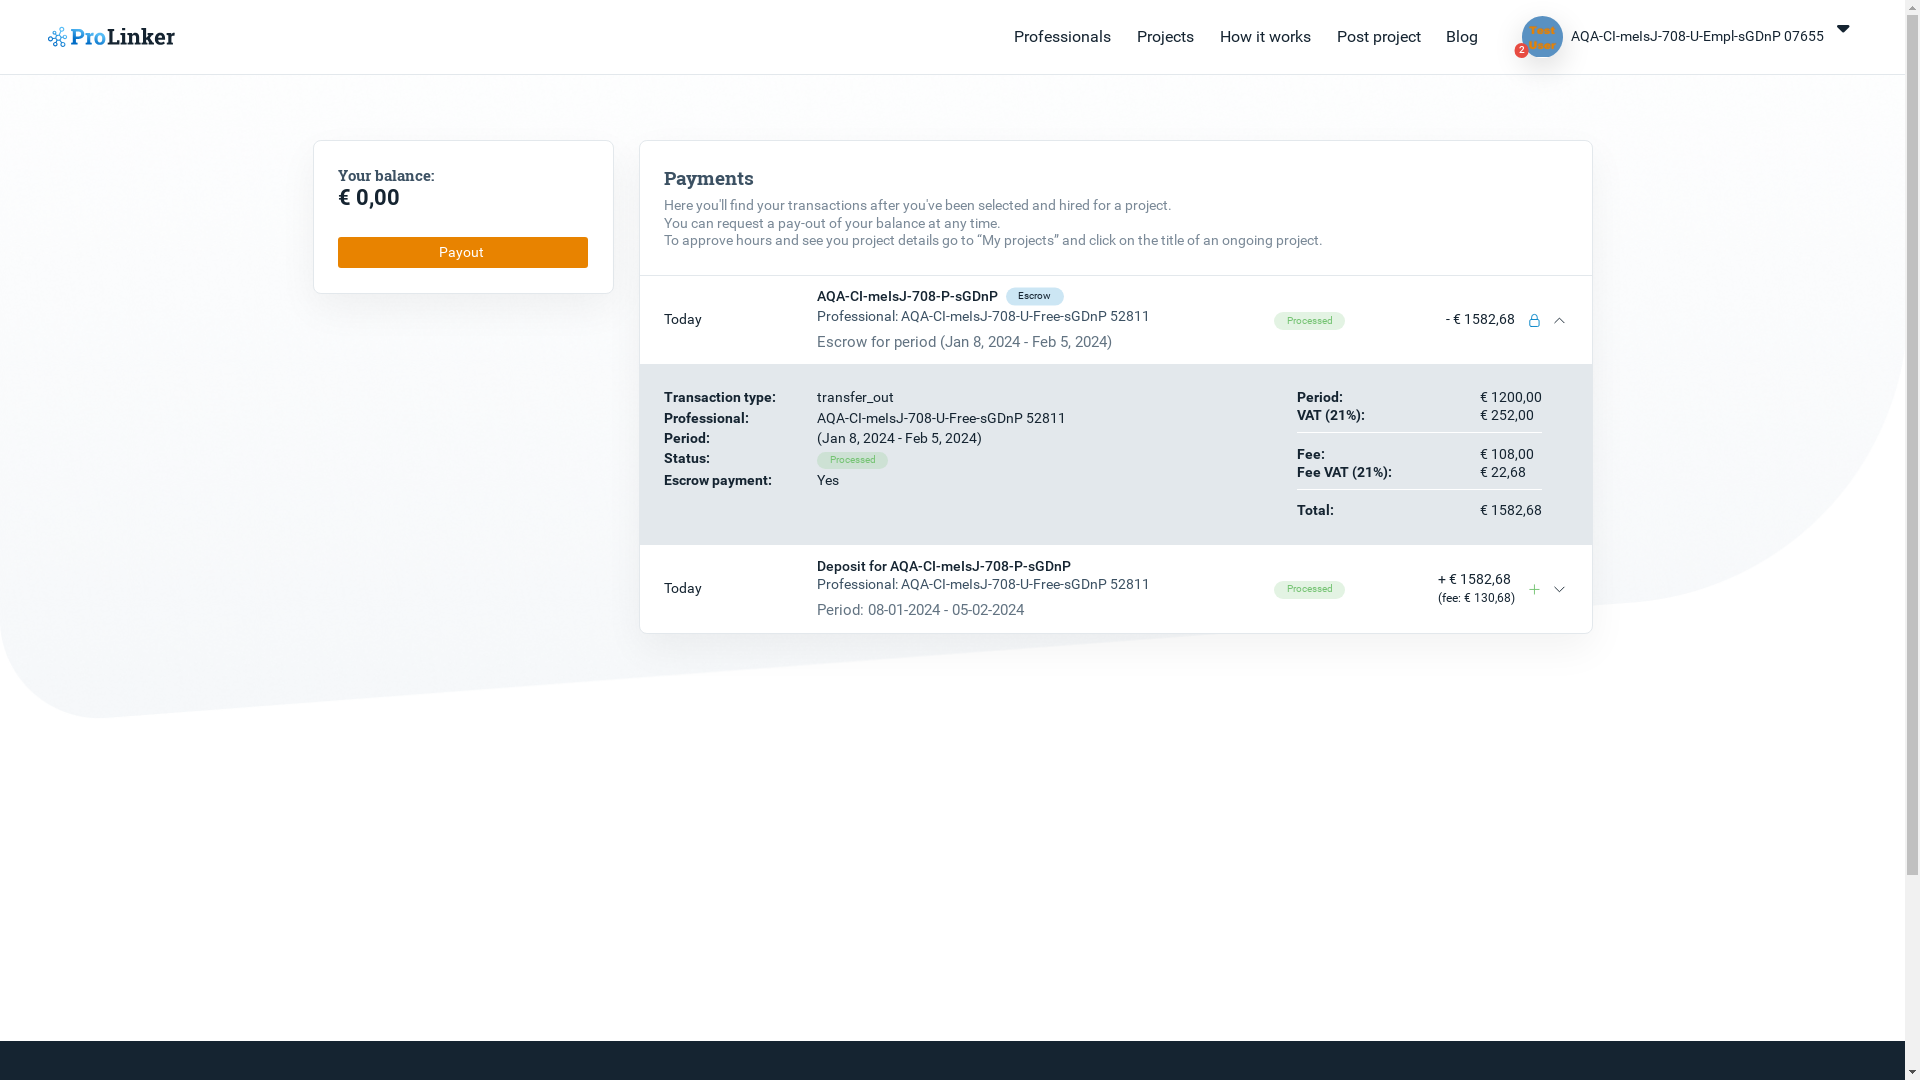 ProLinker
Professionals
Projects
How it works
Post project
Blog
Test
User
2
AQA-CI-meIsJ-708-U-Empl-sGDnP 07655
Your balance:
€ 0,00
Payout
Payments
Here you'll find your transactions after you've been selected and hired for a project.
You can request a pay-out of your balance at any time.
To approve hours and see you project details go to “My projects” and click on the title of an ongoing project.
Today
AQA-CI-meIsJ-708-P-sGDnP Escrow
Professional: AQA-CI-meIsJ-708-U-Free-sGDnP 52811
Escrow for period (Jan 8, 2024 - Feb 5, 2024)
Processed
- € 1582,68
Transaction type: transfer_out
Professional: AQA-CI-meIsJ-708-U-Free-sGDnP 52811
Period: (Jan 8, 2024 - Feb 5, 2024)
Status: Processed
Escrow payment: Yes
Period: € 1200,00
VAT (21%): € 252,00
Fee: € 108,00
Fee VAT (21%): € 22,68
Total: € 1582,68
Today
Deposit for AQA-CI-meIsJ-708-P-sGDnP
Professional: AQA-CI-meIsJ-708-U-Free-sGDnP 52811
Period: 08-01-2024 - 05-02-2024
Processed
+ € 1582,68
(fee: € 130,68)